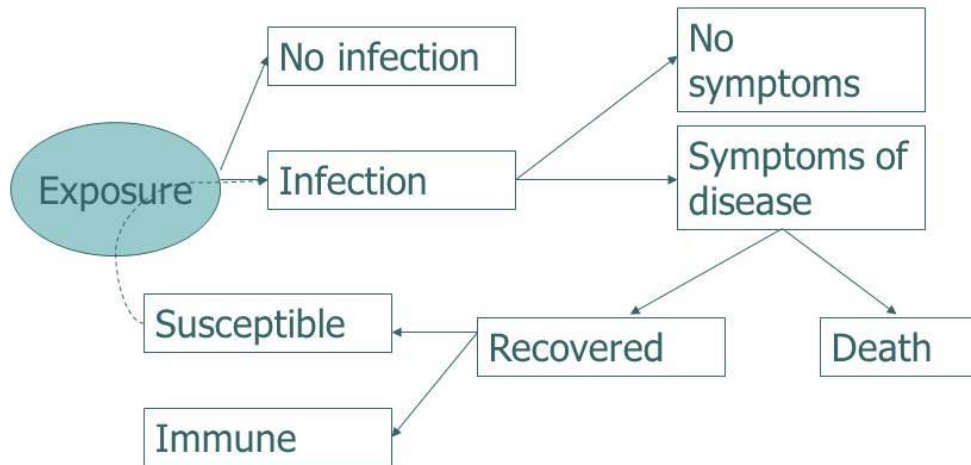 No infection
No
symptoms
Exposure
Infection
Symptoms of
disease
Susceptible
Recovered
Death
Immune